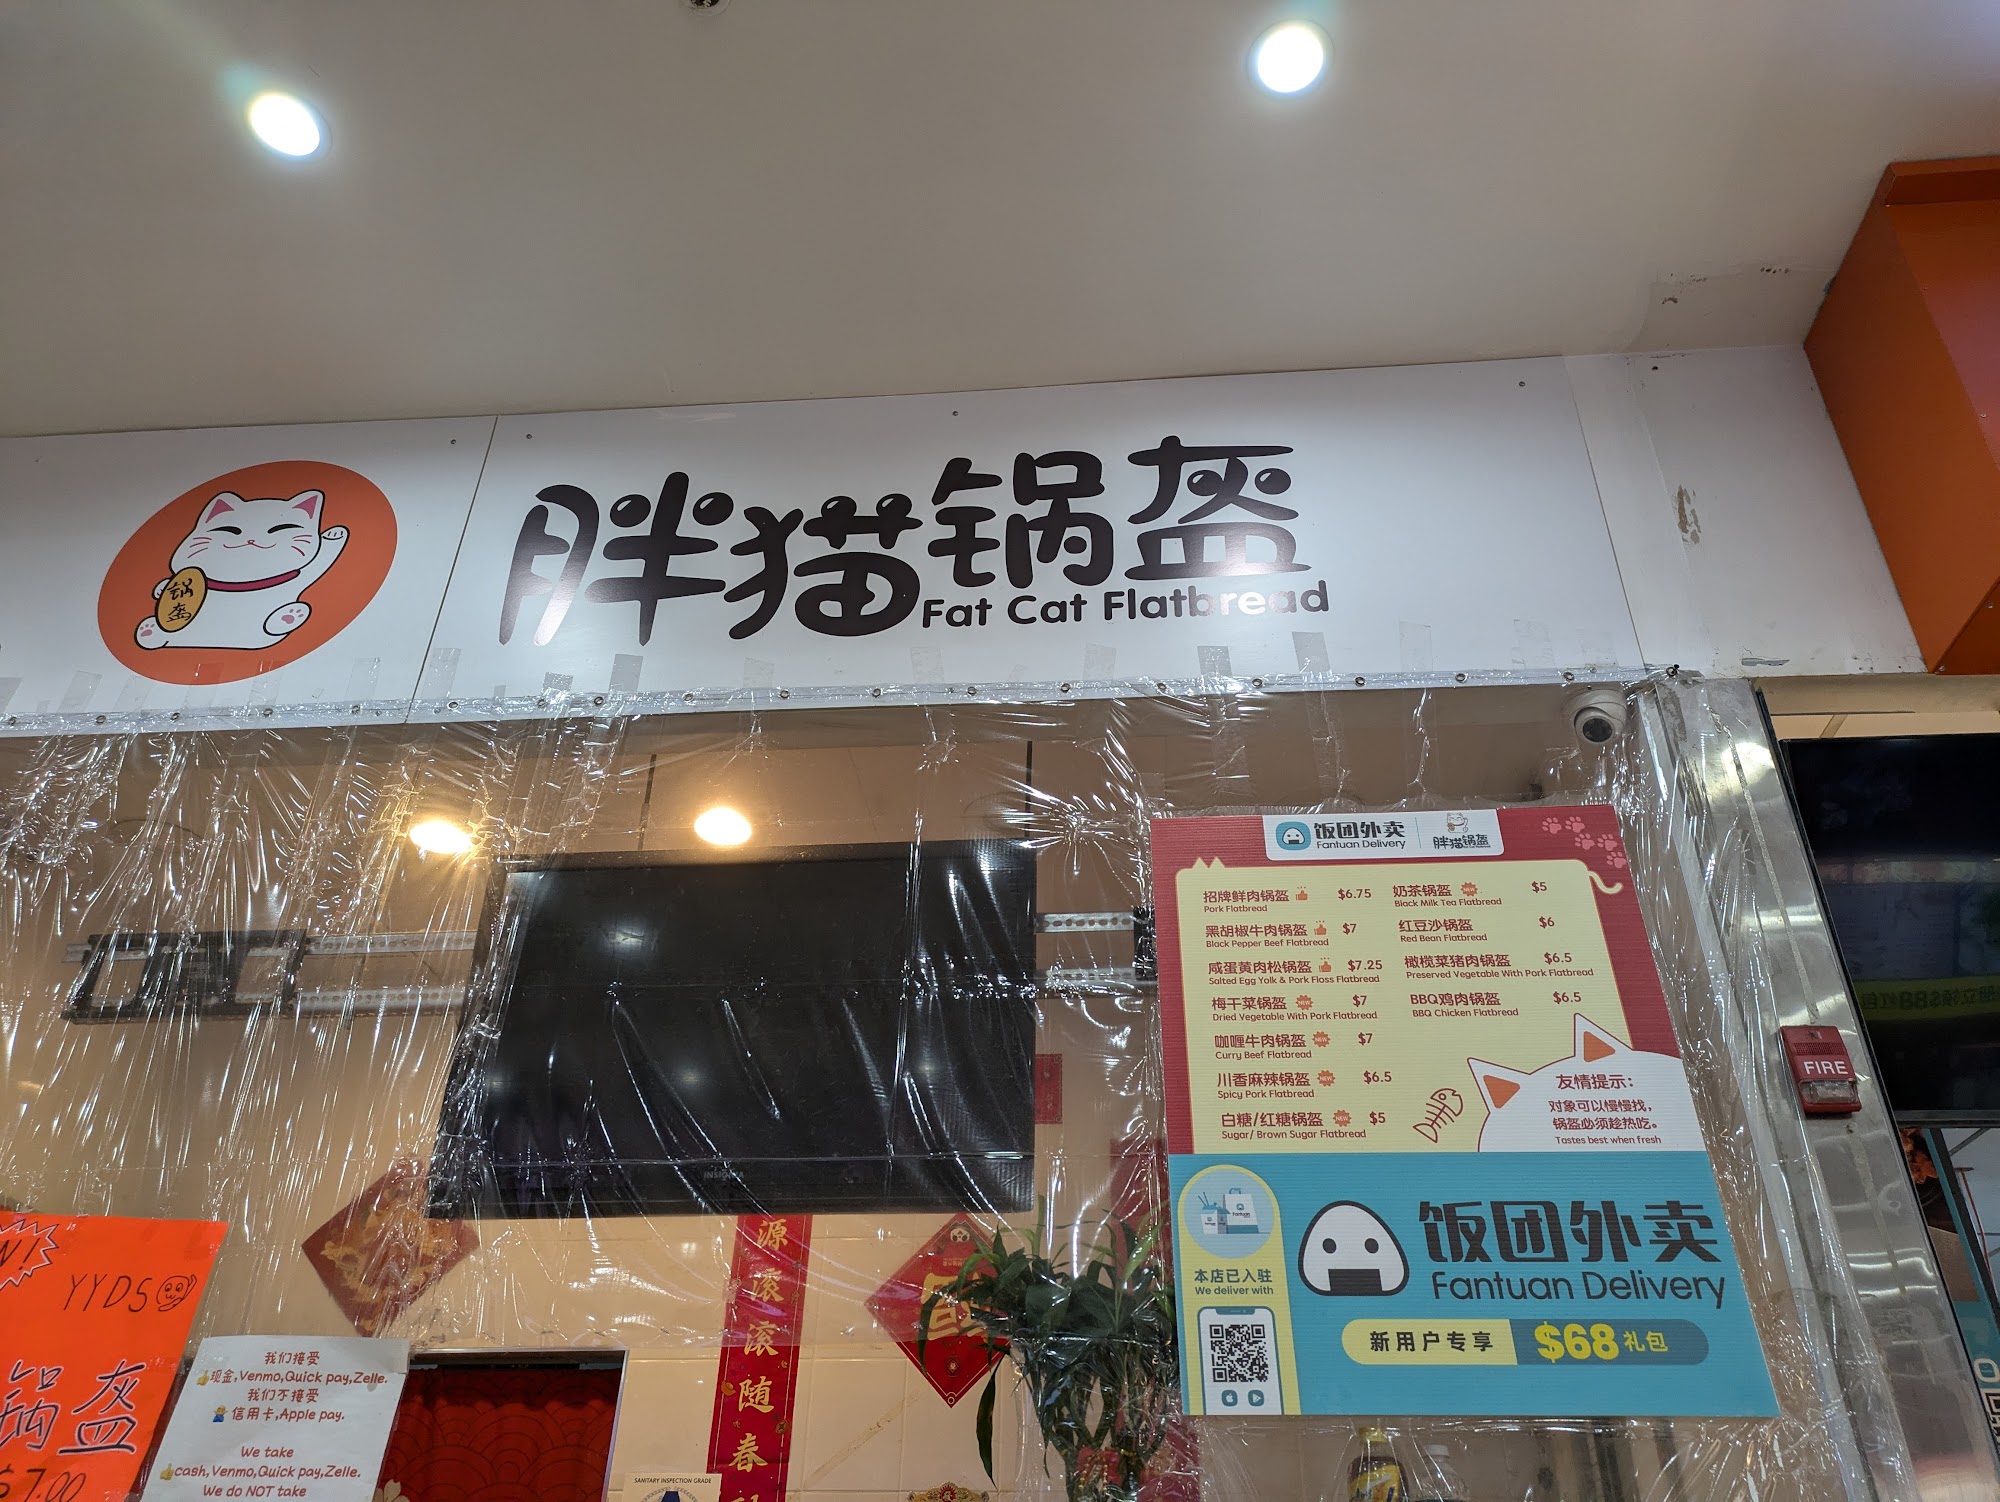 锅盔
胖猫锅盔
Fat Cat Flatbread
饭团外卖
Fantuan Delivery
胖猫锅盔
招牌鲜肉锅盔 $6.75
Pork Flatbread
黑胡椒牛肉锅盔 $7
Black Pepper Beef Flatbread
咸蛋黄肉松锅盔 $7.25
Salted Egg Yolk & Pork Floss Flatbread
梅干菜锅盔 $7
Dried Vegetable With Pork Flatbread
咖喱牛肉锅盔 $7
Curry Beef Flatbread
川香麻辣锅盔 $6.5
Spicy Pork Flatbread
白糖/红糖锅盔 $5
Sugar/ Brown Sugar Flatbread
奶茶锅盔 $5
Black Milk Tea Flatbread
红豆沙锅盔 $6
Red Bean Flatbread
橄榄菜猪肉锅盔 $6.5
Preserved Vegetable With Pork Flatbread
BBQ鸡肉锅盔 $6.5
BBQ Chicken Flatbread
友情提示：
对象可以慢慢找，
锅盔必须趁热吃。
Tastes best when fresh
本店已入驻
We deliver with
饭团外卖
Fantuan Delivery
新用户专享 $68礼包
FIRE
INSIGNIA
源滚滚随春
YYDS
锅盔
$7.00
我们接受
现金,Venmo,Quick pay,Zelle.
我们不接受
信用卡,Apple pay.
We take
cash,Venmo,Quick pay,Zelle.
We do NOT take
SANITARY INSPECTION GRADE